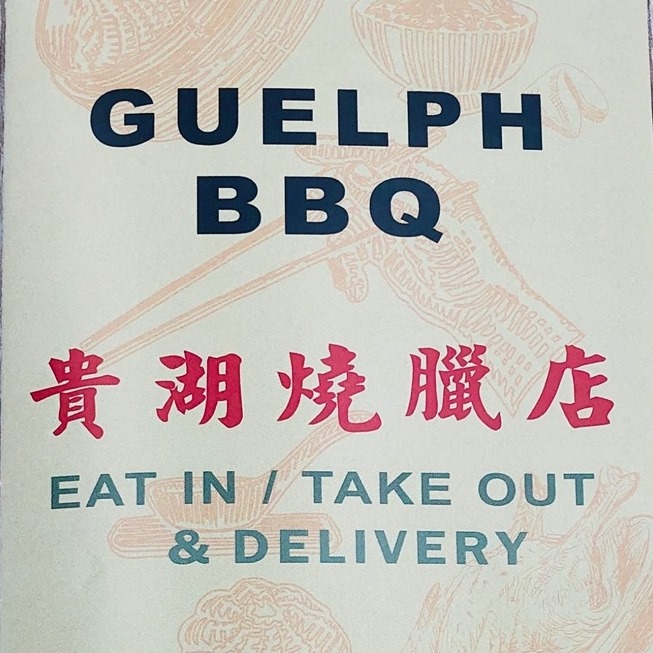 GUELPH
BBQ
貴湖燒臘店
EAT IN / TAKE OUT
& DELIVERY